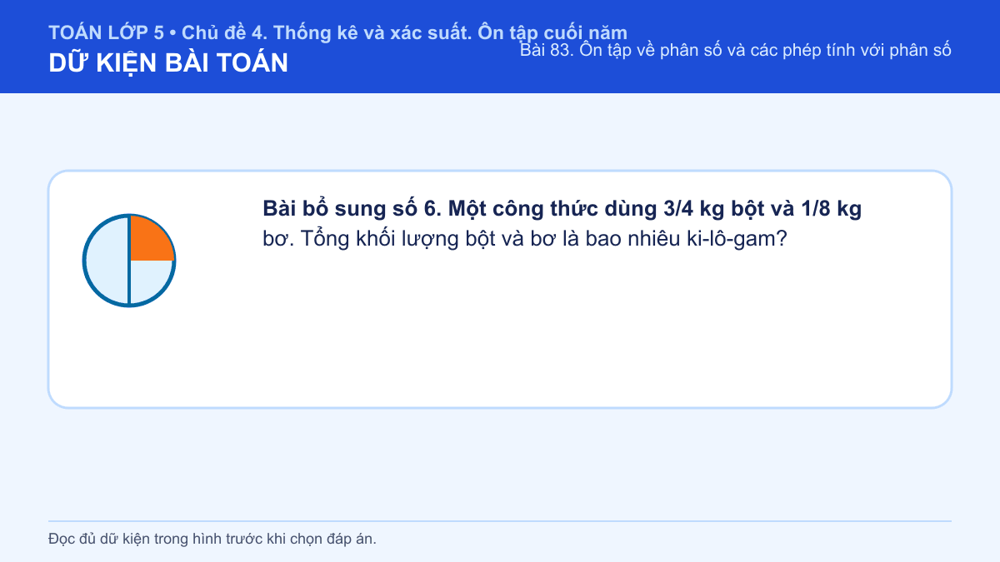 TOÁN LỚP 5 • Chủ đề 4. Thống kê và xác suất. Ôn tập cuối năm
Bài 83. Ôn tập về phân số và các phép tính với phân số
DỮ KIỆN BÀI TOÁN
Bài bổ sung số 6. Một công thức dùng 3/4 kg bột và 1/8 kg
bơ. Tổng khối lượng bột và bơ là bao nhiêu ki-lô-gam?
Đọc đủ dữ kiện trong hình trước khi chọn đáp án.